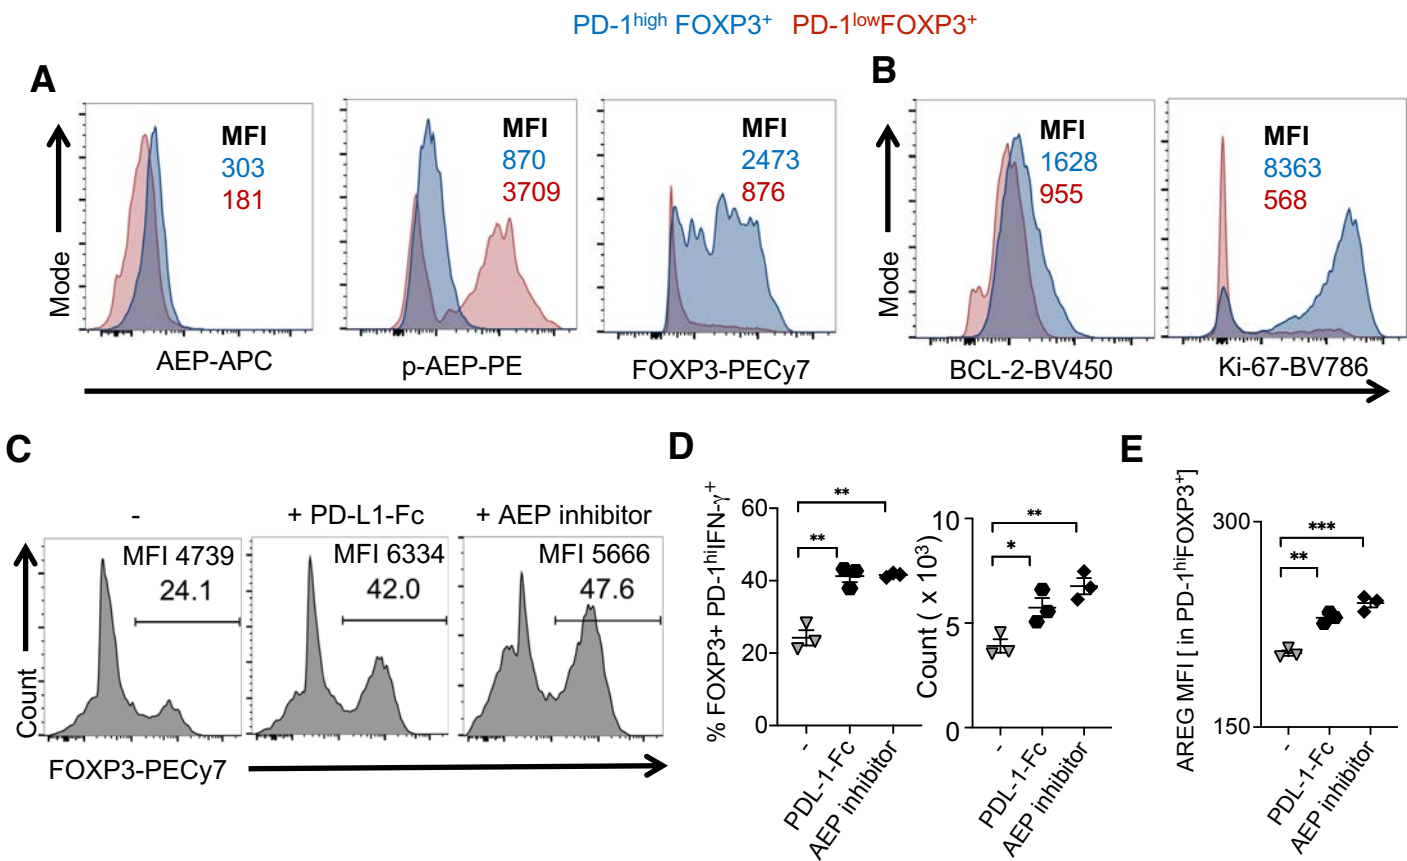 PD-1high FOXP3+ PD-1lowFOXP3+
A
B
MFI
303
181
MFI
870
3709
MFI
2473
876
MFI
1628
955
MFI
8363
568
Mode
Mode
AEP-APC
p-AEP-PE
FOXP3-PECy7
BCL-2-BV450
Ki-67-BV786
C
D
E
-
+ PD-L1-Fc
+ AEP inhibitor
MFI 4739
24.1
MFI 6334
42.0
MFI 5666
47.6
Count
FOXP3-PECy7
% FOXP3+ PD-1hiIFN-γ+
60
40
20
0
**
**
-
PDL-1-Fc
AEP inhibitor
Count ( x 103)
10
5
0
**
*
-
PDL-1-Fc
AEP inhibitor
AREG MFI [ in PD-1hiFOXP3+]
300
150
***
**
-
PDL-1-Fc
AEP inhibitor